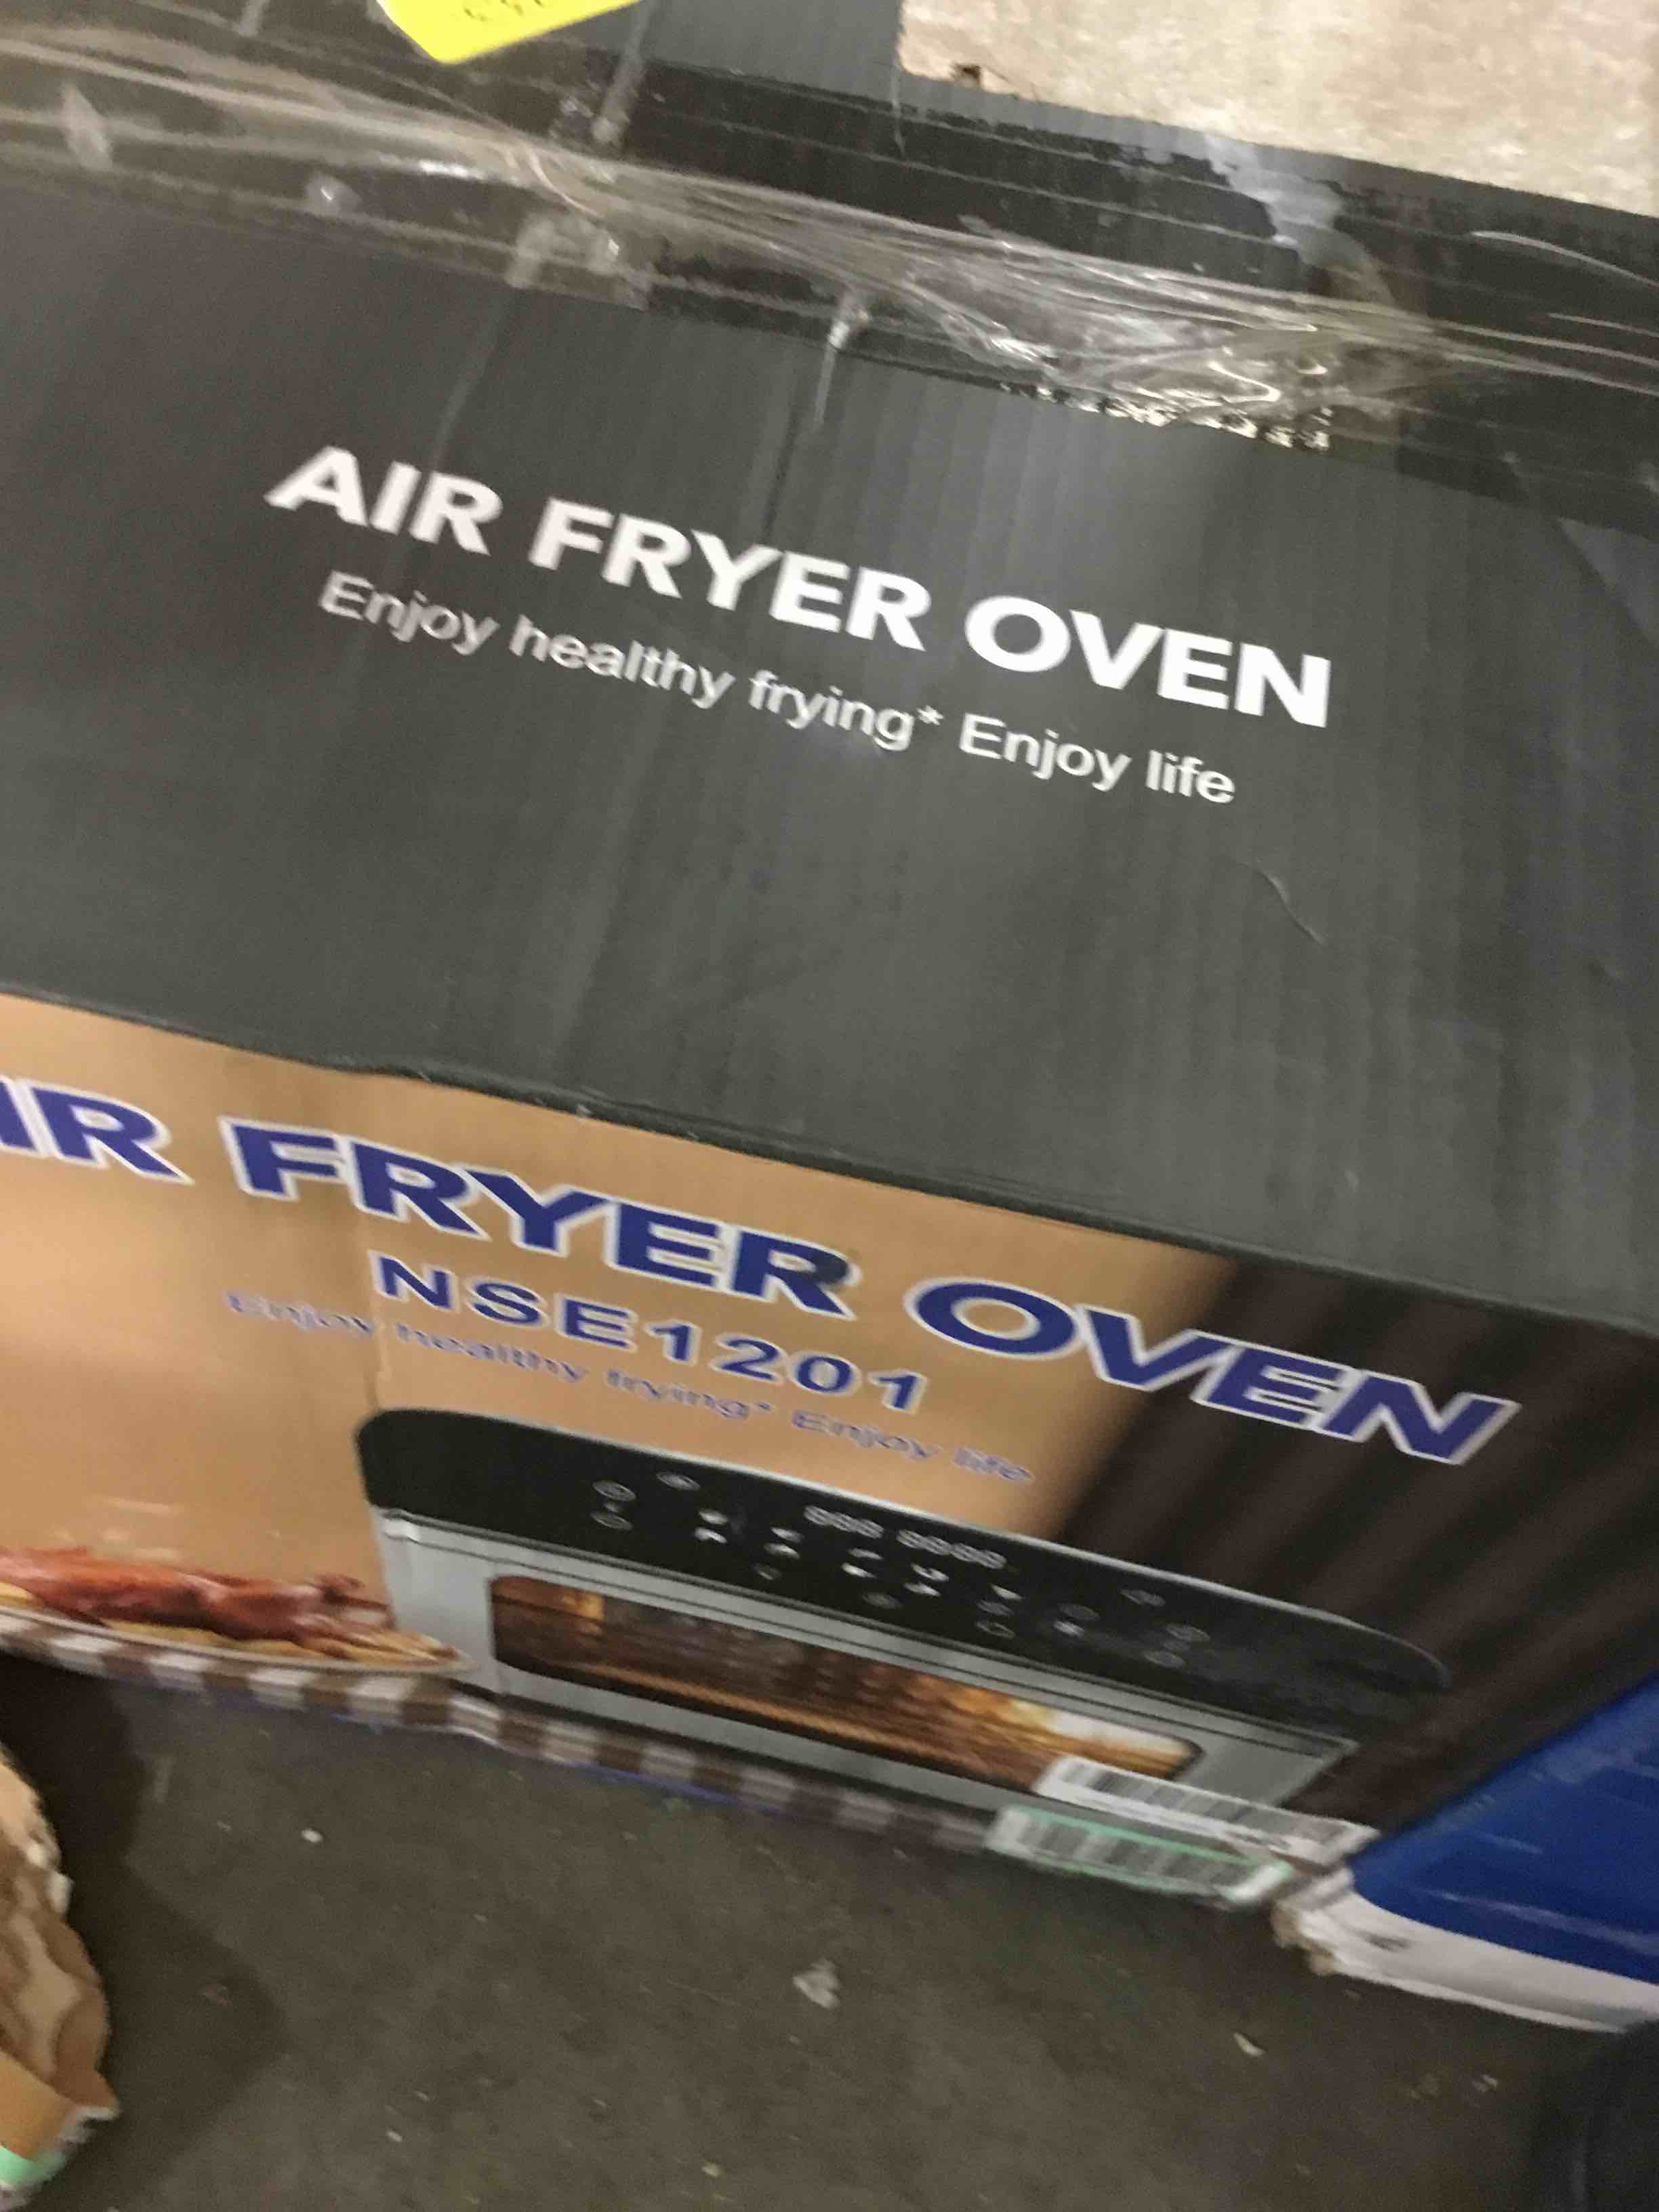 AIR FRYER OVEN
Enjoy healthy frying* Enjoy life
IR FRYER OVEN
NSE1201
Enjoy healthy frying* Enjoy life